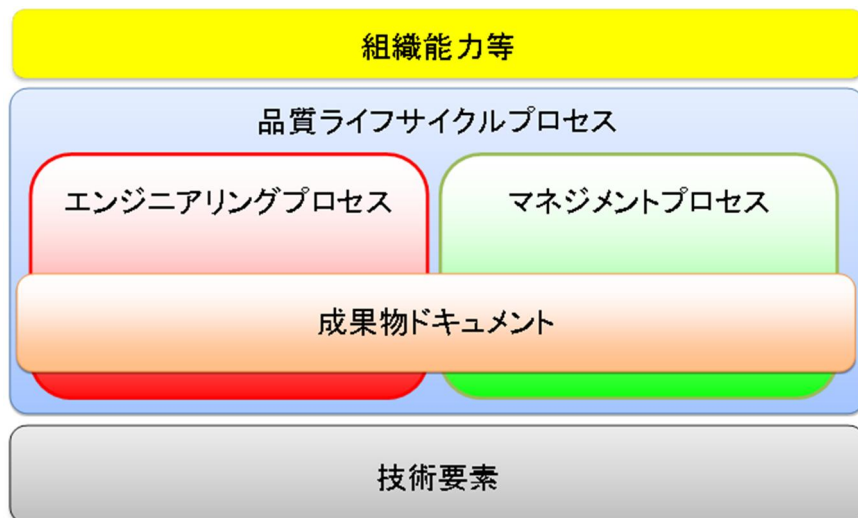 組織能力等
品質ライフサイクルプロセス
エンジニアリングプロセス
マネジメントプロセス
成果物ドキュメント
技術要素